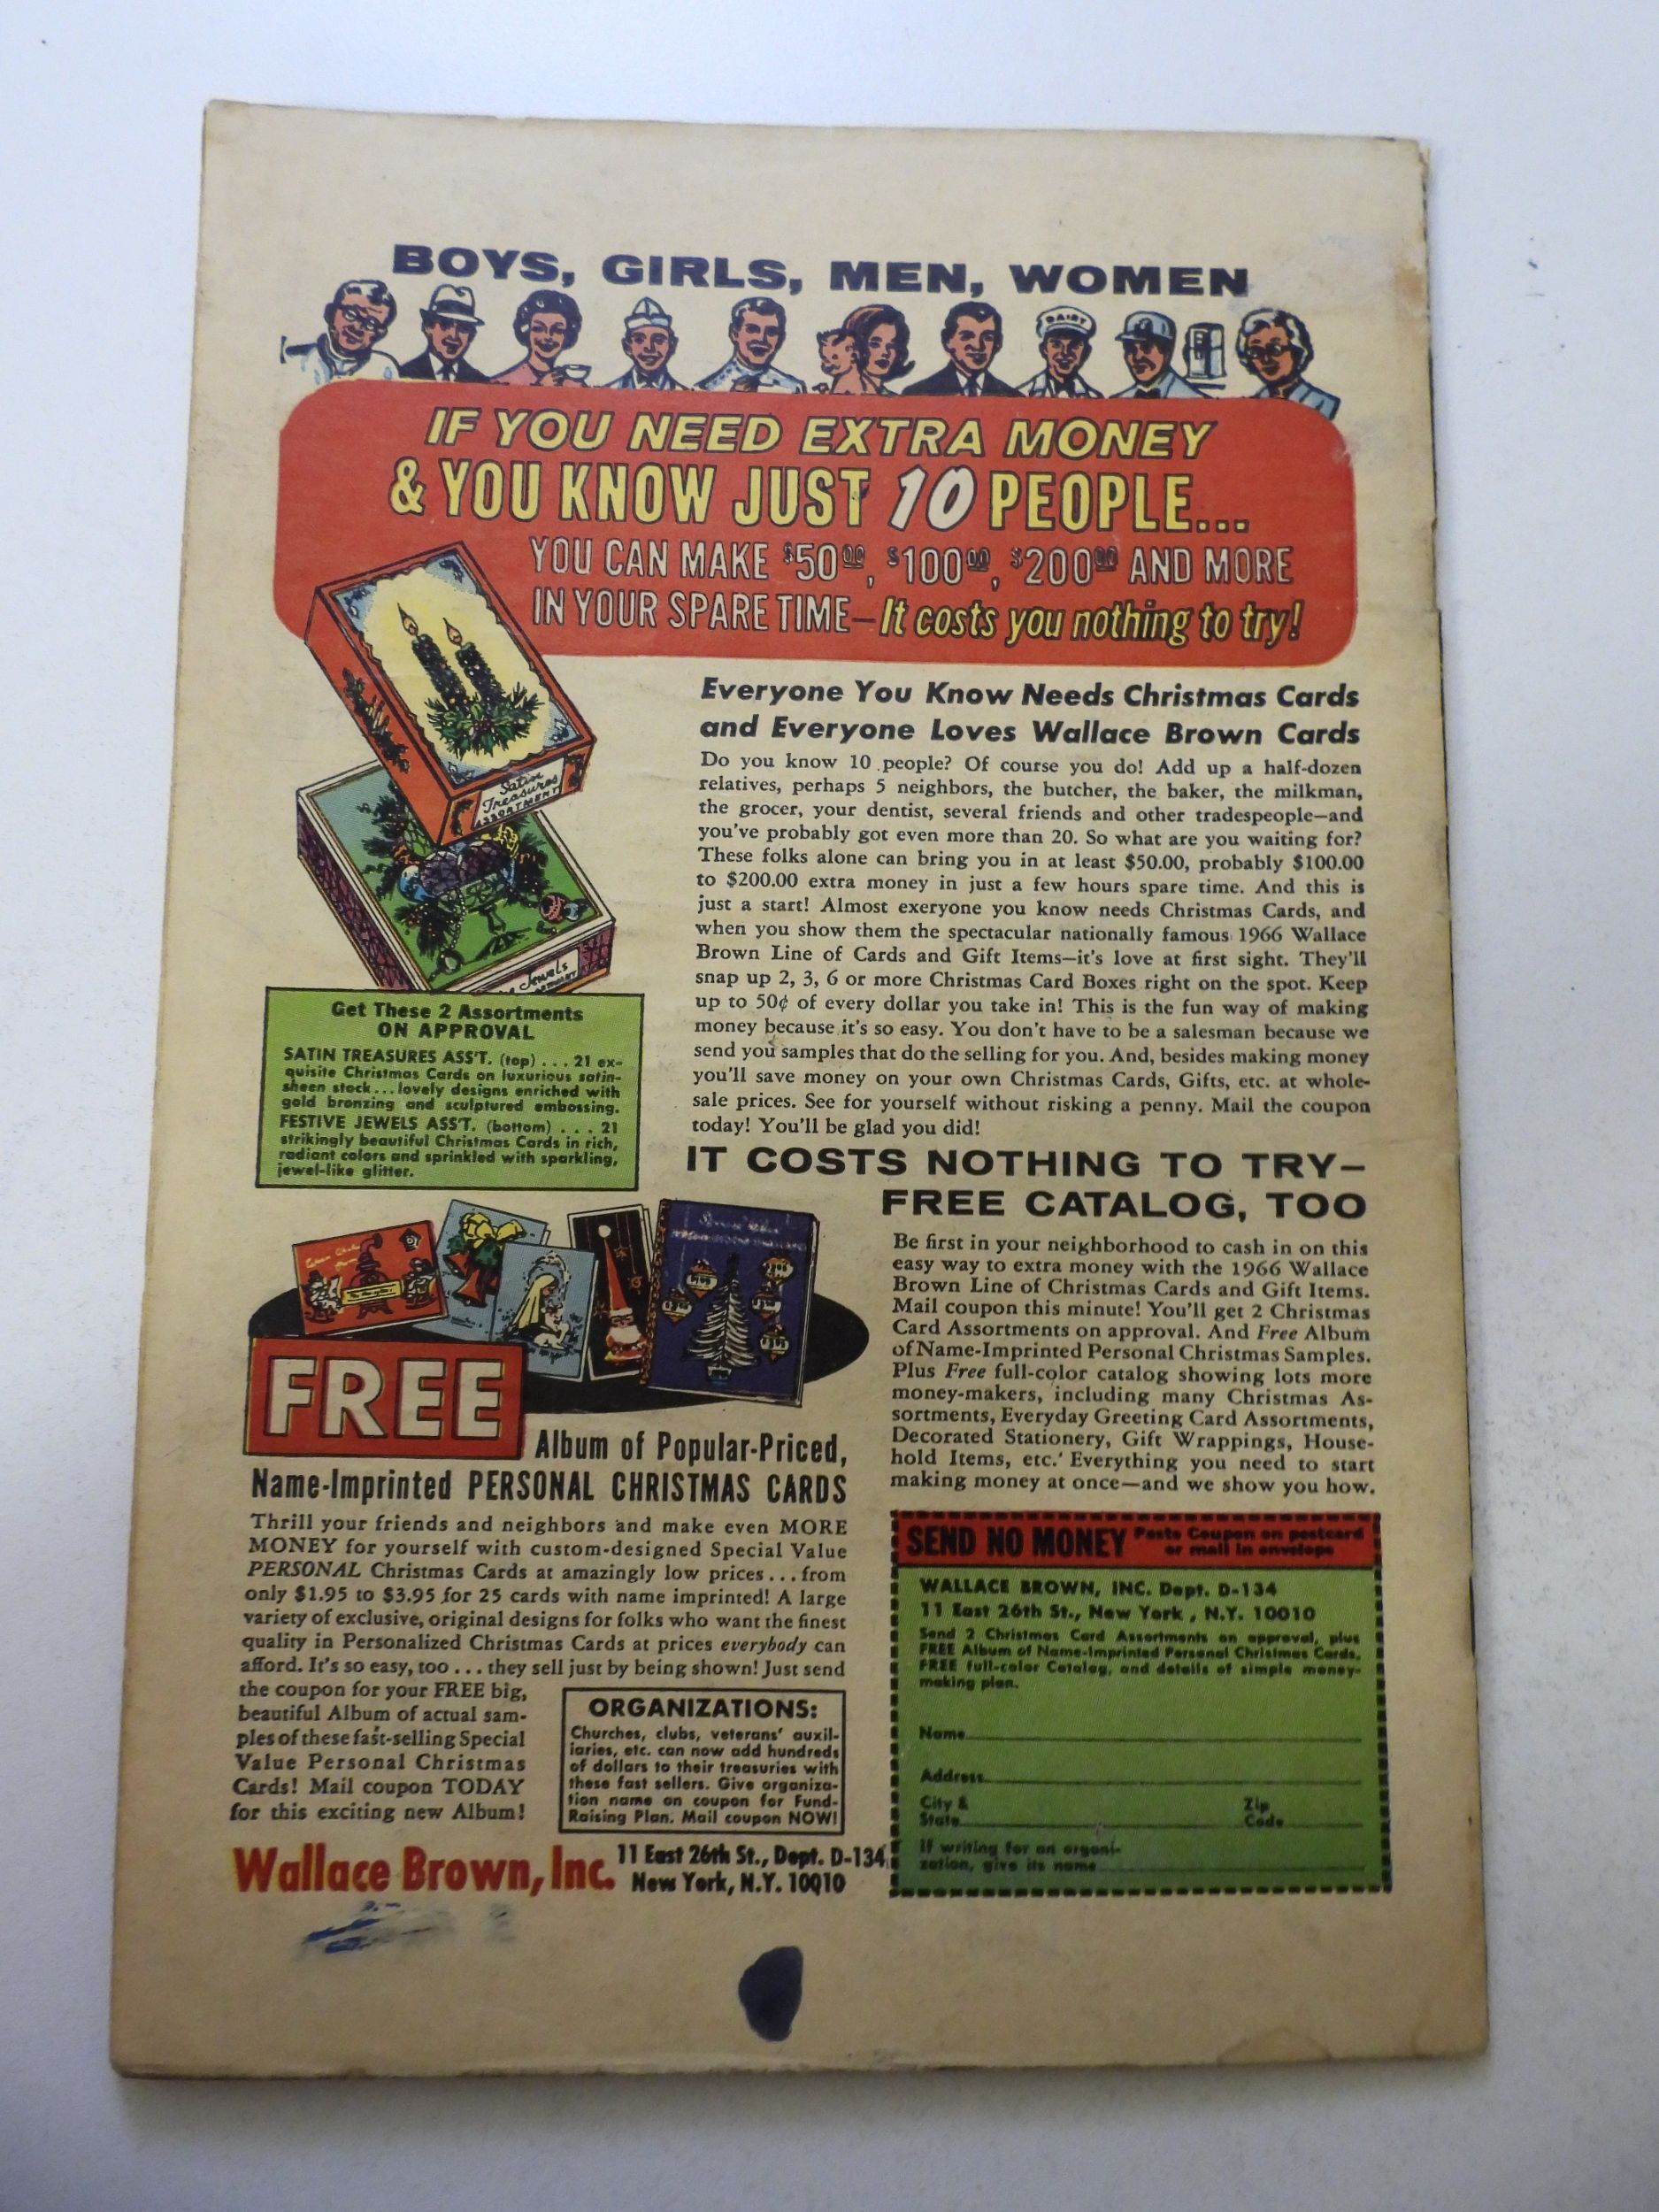 BOYS, GIRLS, MEN, WOMEN
DAIRY
IF YOU NEED EXTRA MONEY
& YOU KNOW JUST 10 PEOPLE...
YOU CAN MAKE $50.00, $100.00, $200.00 AND MORE
IN YOUR SPARE TIME—It costs you nothing to try!
Satin
Treasures
ASSORTMENT
Jewels
Everyone You Know Needs Christmas Cards
and Everyone Loves Wallace Brown Cards
Do you know 10 people? Of course you do! Add up a half-dozen
relatives, perhaps 5 neighbors, the butcher, the baker, the milkman,
the grocer, your dentist, several friends and other tradespeople—and
you've probably got even more than 20. So what are you waiting for?
These folks alone can bring you in at least $50.00, probably $100.00
to $200.00 extra money in just a few hours spare time. And this is
just a start! Almost exeryone you know needs Christmas Cards, and
when you show them the spectacular nationally famous 1966 Wallace
Brown Line of Cards and Gift Items—it's love at first sight. They'll
snap up 2, 3, 6 or more Christmas Card Boxes right on the spot. Keep
up to 50¢ of every dollar you take in! This is the fun way of making
money because it's so easy. You don't have to be a salesman because we
send you samples that do the selling for you. And, besides making money
you'll save money on your own Christmas Cards, Gifts, etc. at whole-
sale prices. See for yourself without risking a penny. Mail the coupon
today! You'll be glad you did!
Get These 2 Assortments
ON APPROVAL
SATIN TREASURES ASS'T. (top) . . . 21 ex-
quisite Christmas Cards on luxurious satin-
sheen stock...lovely designs enriched with
gold bronzing and sculptured embossing.
FESTIVE JEWELS ASS'T. (bottom) . . . 21
strikingly beautiful Christmas Cards in rich,
radiant colors and sprinkled with sparkling,
jewel-like glitter.
IT COSTS NOTHING TO TRY—
FREE CATALOG, TOO
Be first in your neighborhood to cash in on this
easy way to extra money with the 1966 Wallace
Brown Line of Christmas Cards and Gift Items.
Mail coupon this minute! You'll get 2 Christmas
Card Assortments on approval. And Free Album
of Name-Imprinted Personal Christmas Samples.
Plus Free full-color catalog showing lots more
money-makers, including many Christmas As-
sortments, Everyday Greeting Card Assortments,
Decorated Stationery, Gift Wrappings, House-
hold Items, etc. Everything you need to start
making money at once—and we show you how.
FREE
Album of Popular-Priced,
Name-Imprinted PERSONAL CHRISTMAS CARDS
Thrill your friends and neighbors and make even MORE
MONEY for yourself with custom-designed Special Value
PERSONAL Christmas Cards at amazingly low prices...from
only $1.95 to $3.95 for 25 cards with name imprinted! A large
variety of exclusive, original designs for folks who want the finest
quality in Personalized Christmas Cards at prices everybody can
afford. It's so easy, too ... they sell just by being shown! Just send
the coupon for your FREE big,
beautiful Album of actual sam-
ples of these fast-selling Special
Value Personal Christmas
Cards! Mail coupon TODAY
for this exciting new Album!
ORGANIZATIONS:
Churches, clubs, veterans' auxil-
iaries, etc. can now add hundreds
of dollars to their treasuries with
these fast sellers. Give organiza-
tion name on coupon for Fund-
Raising Plan. Mail coupon NOW!
Wallace Brown, Inc. 11 East 26th St., Dept. D-134,
New York, N.Y. 10010
SEND NO MONEY Paste Coupon on postcard
or mail in envelope
WALLACE BROWN, INC. Dept. D-134
11 East 26th St., New York , N.Y. 10010
Send 2 Christmas Card Assortments on approval, plus
FREE Album of Name-Imprinted Personal Christmas Cards,
FREE full-color Catalog, and details of simple money-
making plan.
Name
Address
City & Zip
State Code
If writing for an organi-
zation, give its name